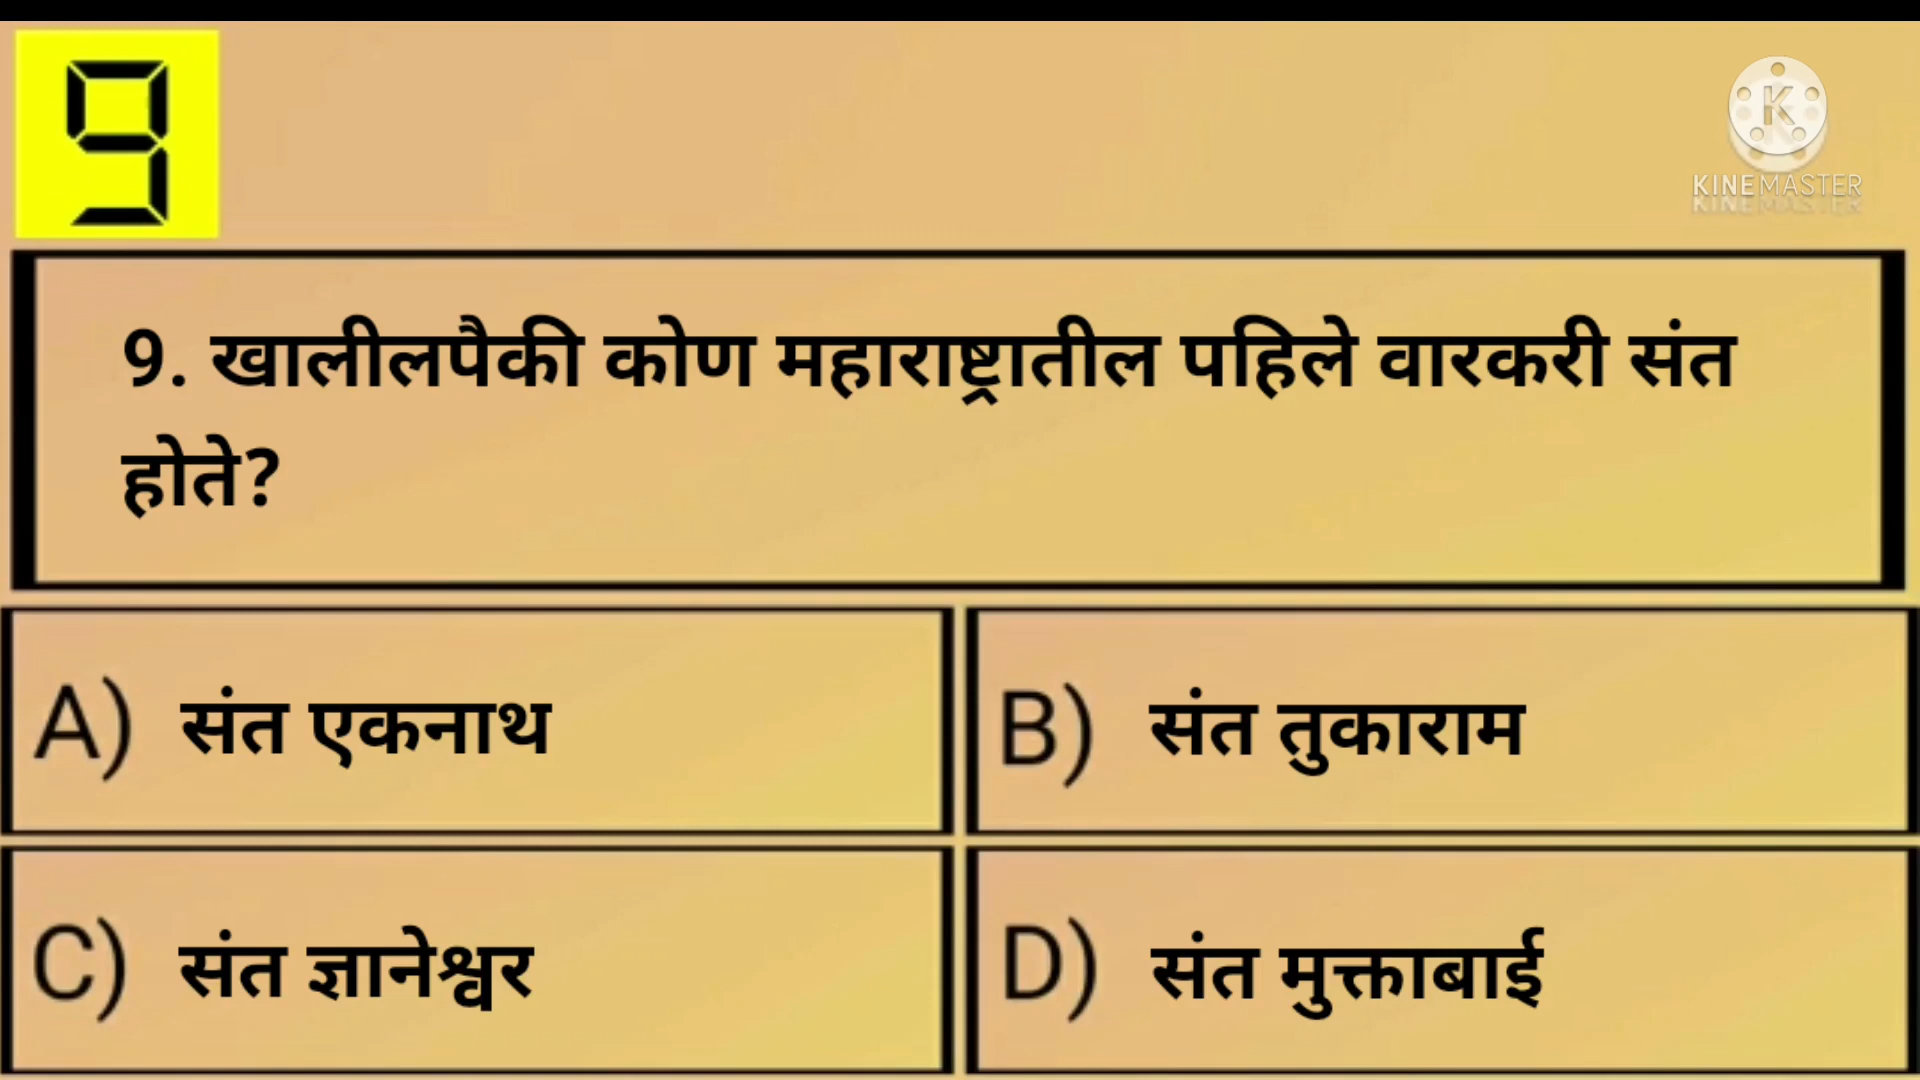 9
KINEMASTER
9. खालीलपैकी कोण महाराष्ट्रातील पहिले वारकरी संत
होते?
A) संत एकनाथ
B) संत तुकाराम
C) संत ज्ञानेश्वर
D) संत मुक्ताबाई